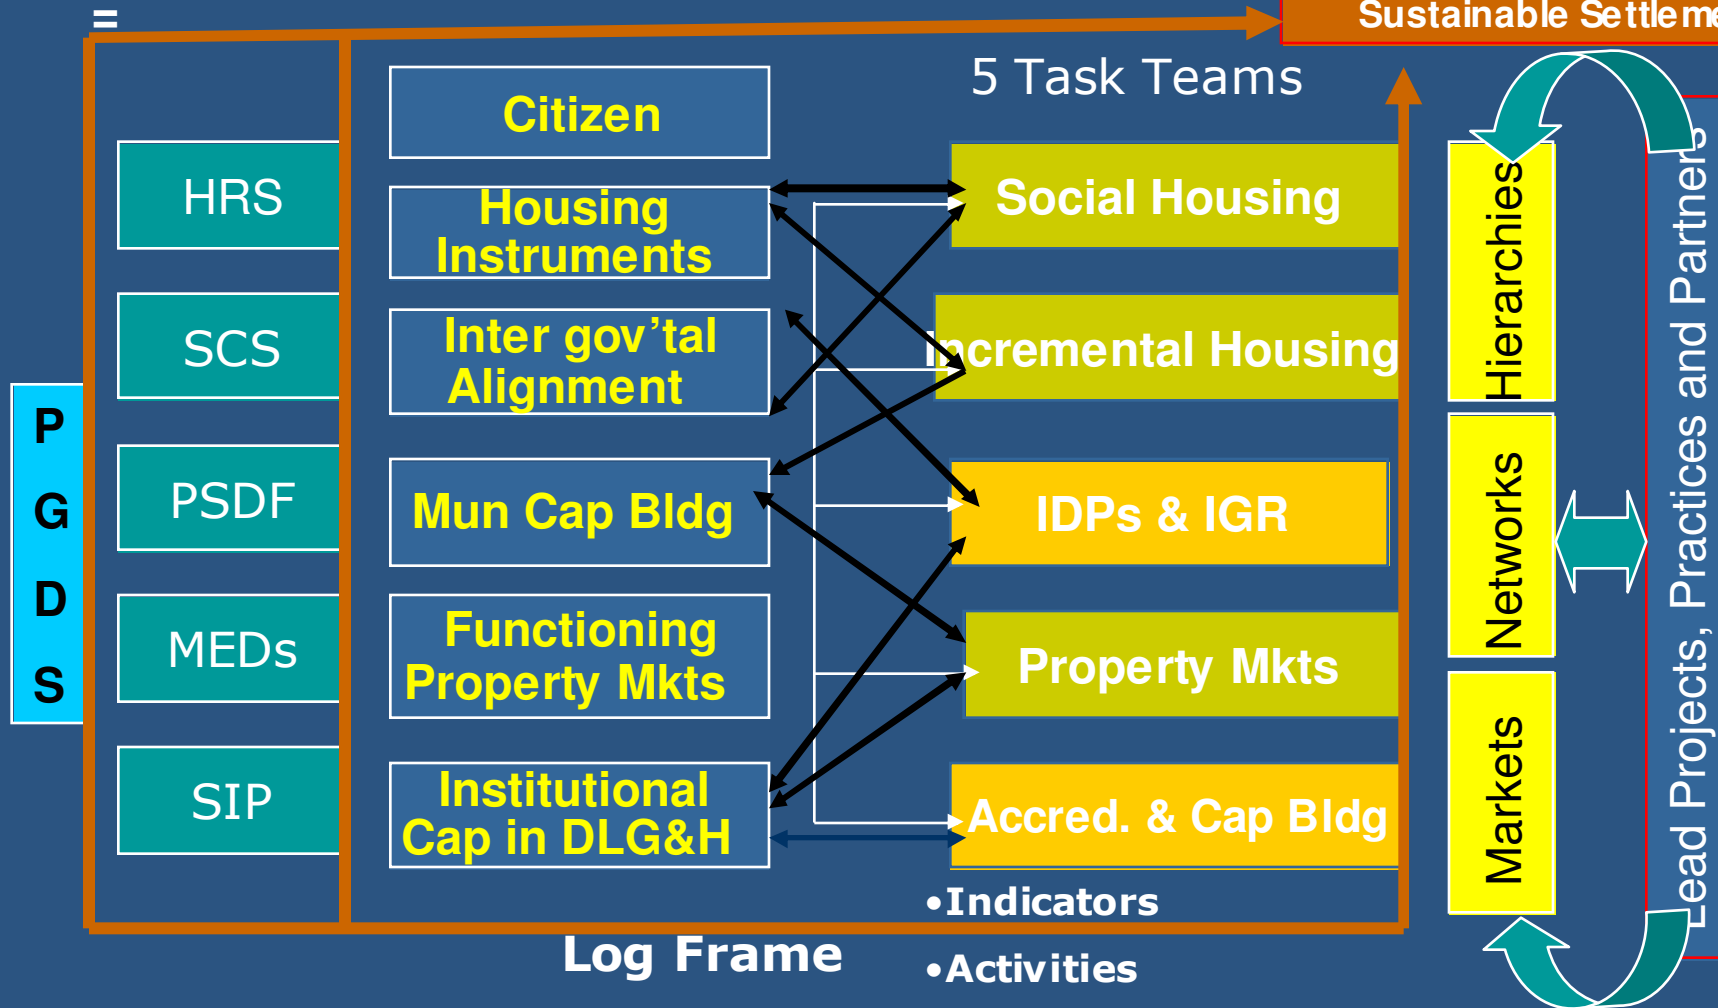 =
Sustainable Settleme
5 Task Teams
P
G
D
S
HRS
SCS
PSDF
MEDs
SIP
Citizen
Housing
Instruments
Inter gov’tal
Alignment
Mun Cap Bldg
Functioning
Property Mkts
Institutional
Cap in DLG&H
Social Housing
Incremental Housing
IDPs & IGR
Property Mkts
Accred. & Cap Bldg
Hierarchies
Networks
Markets
Lead Projects, Practices and Partners
•Indicators
Log Frame
•Activities